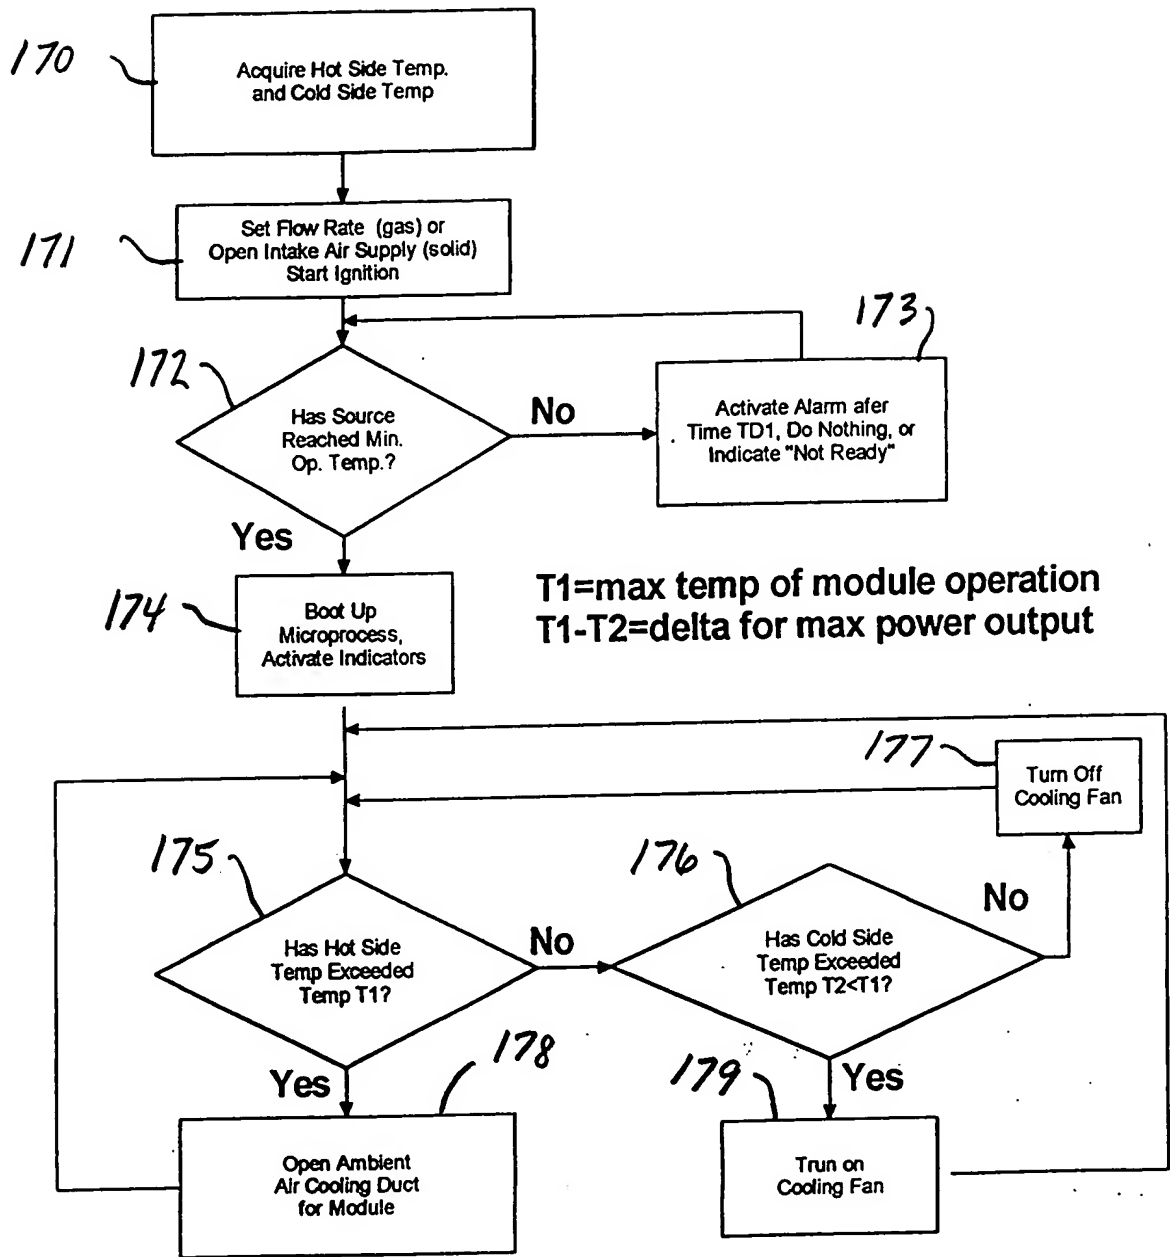 170
Acquire Hot Side Temp.
and Cold Side Temp
171
Set Flow Rate (gas) or
Open Intake Air Supply (solid)
Start Ignition
172
Has Source
Reached Min.
Op. Temp.?
No
173
Activate Alarm afer
Time TD1, Do Nothing, or
Indicate "Not Ready"
Yes
174
Boot Up
Microprocess,
Activate Indicators
T1=max temp of module operation
T1-T2=delta for max power output
177
Turn Off
Cooling Fan
175
Has Hot Side
Temp Exceeded
Temp T1?
No
176
Has Cold Side
Temp Exceeded
Temp T2<T1?
No
Yes
178
Open Ambient
Air Cooling Duct
for Module
Yes
179
Trun on
Cooling Fan